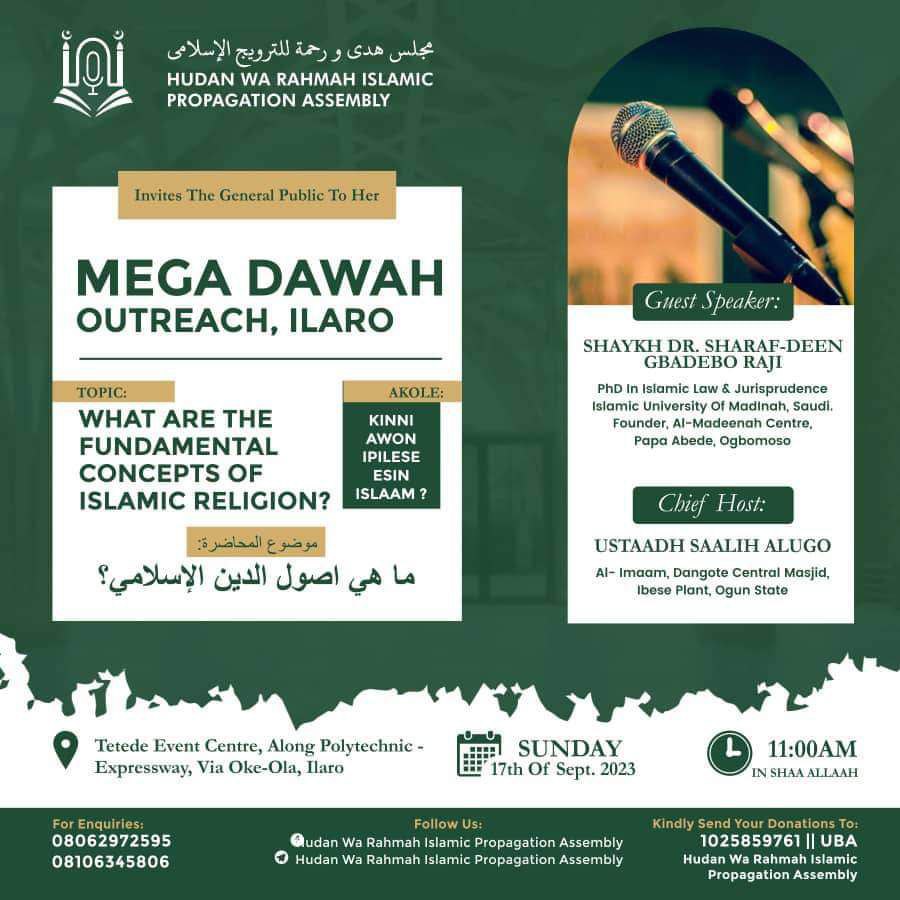 مجلس هدى و رحمة للترويج الإسلامى
HUDAN WA RAHMAH ISLAMIC
PROPAGATION ASSEMBLY
Invites The General Public To Her
MEGA DAWAH
OUTREACH, ILARO
TOPIC:
WHAT ARE THE
FUNDAMENTAL
CONCEPTS OF
ISLAMIC RELIGION?
AKOLE:
KINNI
AWON
IPILESE
ESIN
ISLAAM ?
موضوع المحاضرة:
ما هي اصول الدين الإسلامي؟
Guest Speaker:
SHAYKH DR. SHARAF-DEEN
GBADEBO RAJI
PhD In Islamic Law & Jurisprudence
Islamic University Of MadInah, Saudi.
Founder, Al-Madeenah Centre,
Papa Abede, Ogbomoso
Chief Host:
USTAADH SAALIH ALUGO
Al- Imaam, Dangote Central Masjid,
Ibese Plant, Ogun State
Tetede Event Centre, Along Polytechnic -
Expressway, Via Oke-Ola, Ilaro
SUNDAY
17th Of Sept. 2023
11:00AM
IN SHAA ALLAAH
For Enquiries:
08062972595
08106345806
Follow Us:
Hudan Wa Rahmah Islamic Propagation Assembly
Hudan Wa Rahmah Islamic Propagation Assembly
Kindly Send Your Donations To:
1025859761 || UBA
Hudan Wa Rahmah Islamic
Propagation Assembly